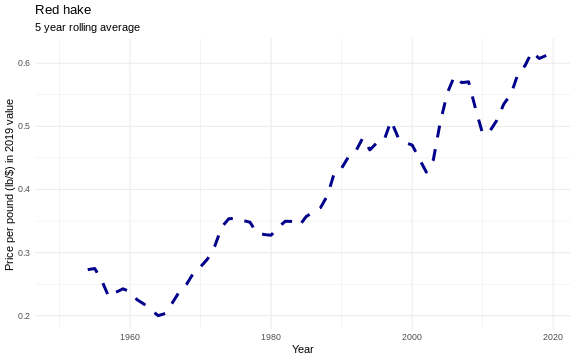 Red hake
5 year rolling average
Price per pound (lb/$) in 2019 value
0.6
0.5
0.4
0.3
0.2
1960
1980
2000
2020
Year